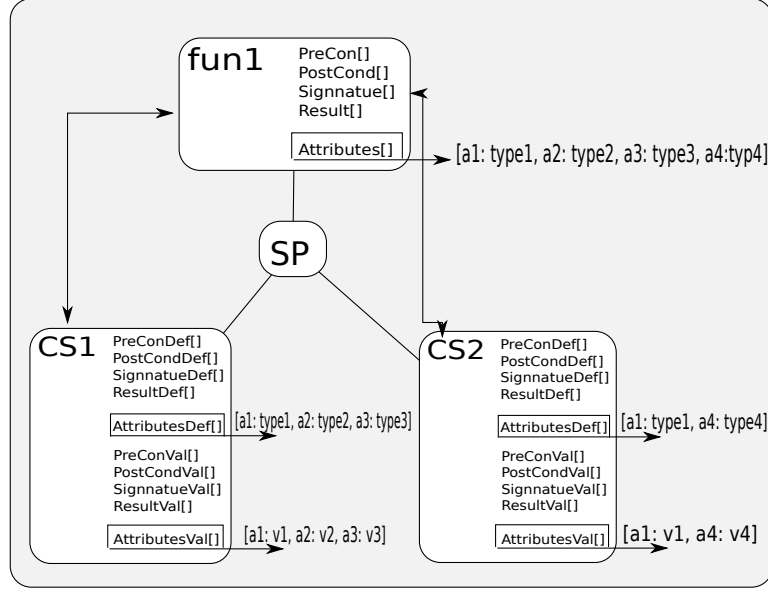 fun1
PreCon[]
PostCond[]
Signnatue[]
Result[]
Attributes[]
[a1: type1, a2: type2, a3: type3, a4:typ4]
SP
CS1
PreConDef[]
PostCondDef[]
SignnatueDef[]
ResultDef[]
AttributesDef[]
[a1: type1, a2: type2, a3: type3]
PreConVal[]
PostCondVal[]
SignnatueVal[]
ResultVal[]
AttributesVal[]
[a1: v1, a2: v2, a3: v3]
CS2
PreConDef[]
PostCondDef[]
SignnatueDef[]
ResultDef[]
AttributesDef[]
[a1: type1, a4: type4]
PreConVal[]
PostCondVal[]
SignnatueVal[]
ResultVal[]
AttributesVal[]
[a1: v1, a4: v4]